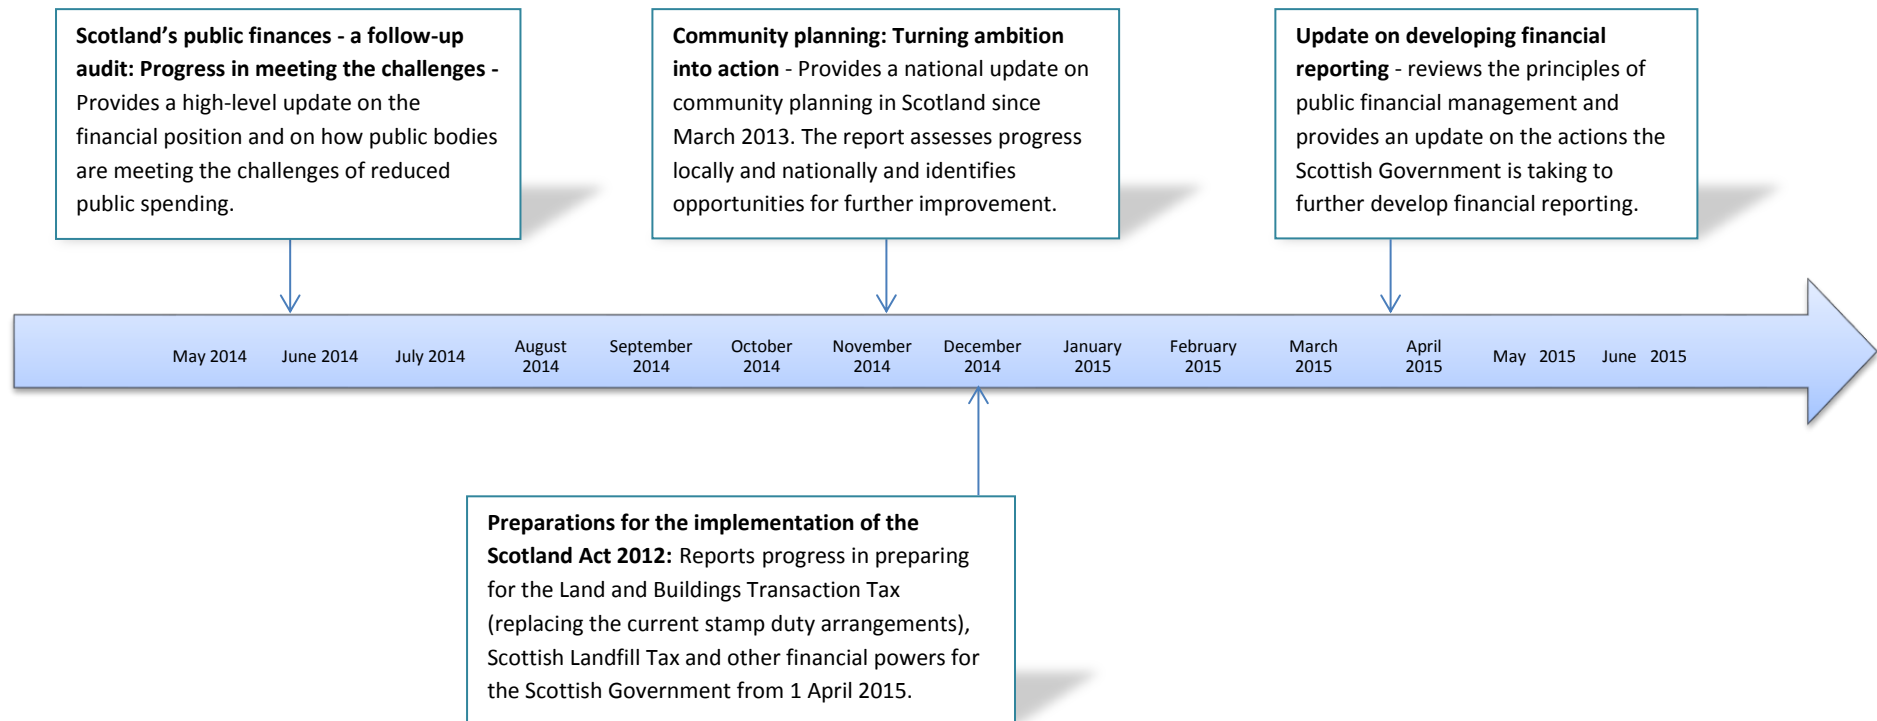 Scotland’s public finances - a follow-up
audit: Progress in meeting the challenges -
Provides a high-level update on the
financial position and on how public bodies
are meeting the challenges of reduced
public spending.
Community planning: Turning ambition
into action - Provides a national update on
community planning in Scotland since
March 2013. The report assesses progress
locally and nationally and identifies
opportunities for further improvement.
Update on developing financial
reporting - reviews the principles of
public financial management and
provides an update on the actions the
Scottish Government is taking to
further develop financial reporting.
May 2014
June 2014
July 2014
August
2014
September
2014
October
2014
November
2014
December
2014
January
2015
February
2015
March
2015
April
2015
May 2015
June 2015
Preparations for the implementation of the
Scotland Act 2012: Reports progress in preparing
for the Land and Buildings Transaction Tax
(replacing the current stamp duty arrangements),
Scottish Landfill Tax and other financial powers for
the Scottish Government from 1 April 2015.